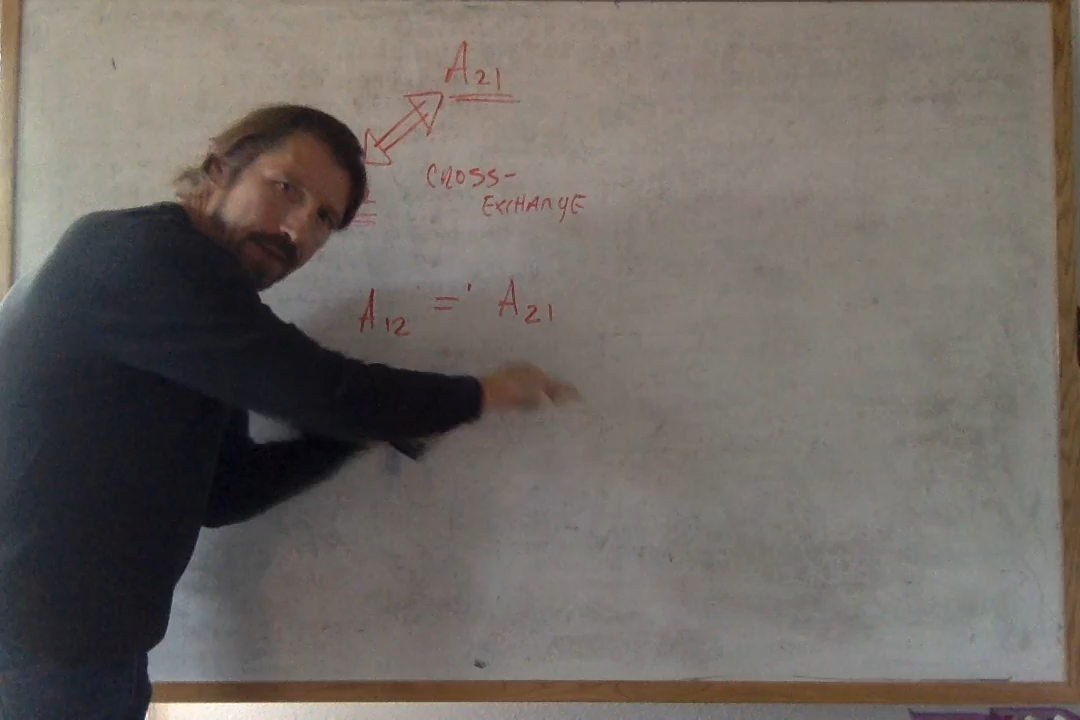 A21
CROSS-
EXCHANGE
A12 = A21